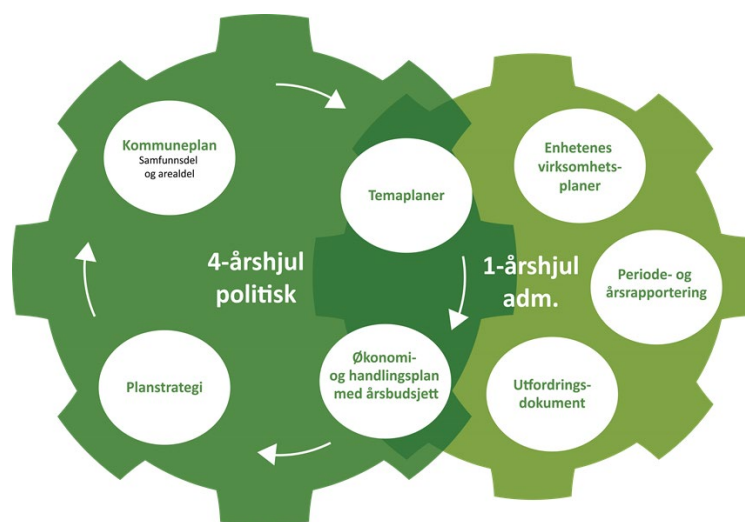 Kommuneplan
Samfunnsdel
og arealdel
Temaplaner
Enhetenes
virksomhets-
planer
4-årshjul
politisk
1-årshjul
adm.
Periode- og
årsrapportering
Planstrategi
Økonomi-
og handlingsplan
med årsbudsjett
Utfordrings-
dokument